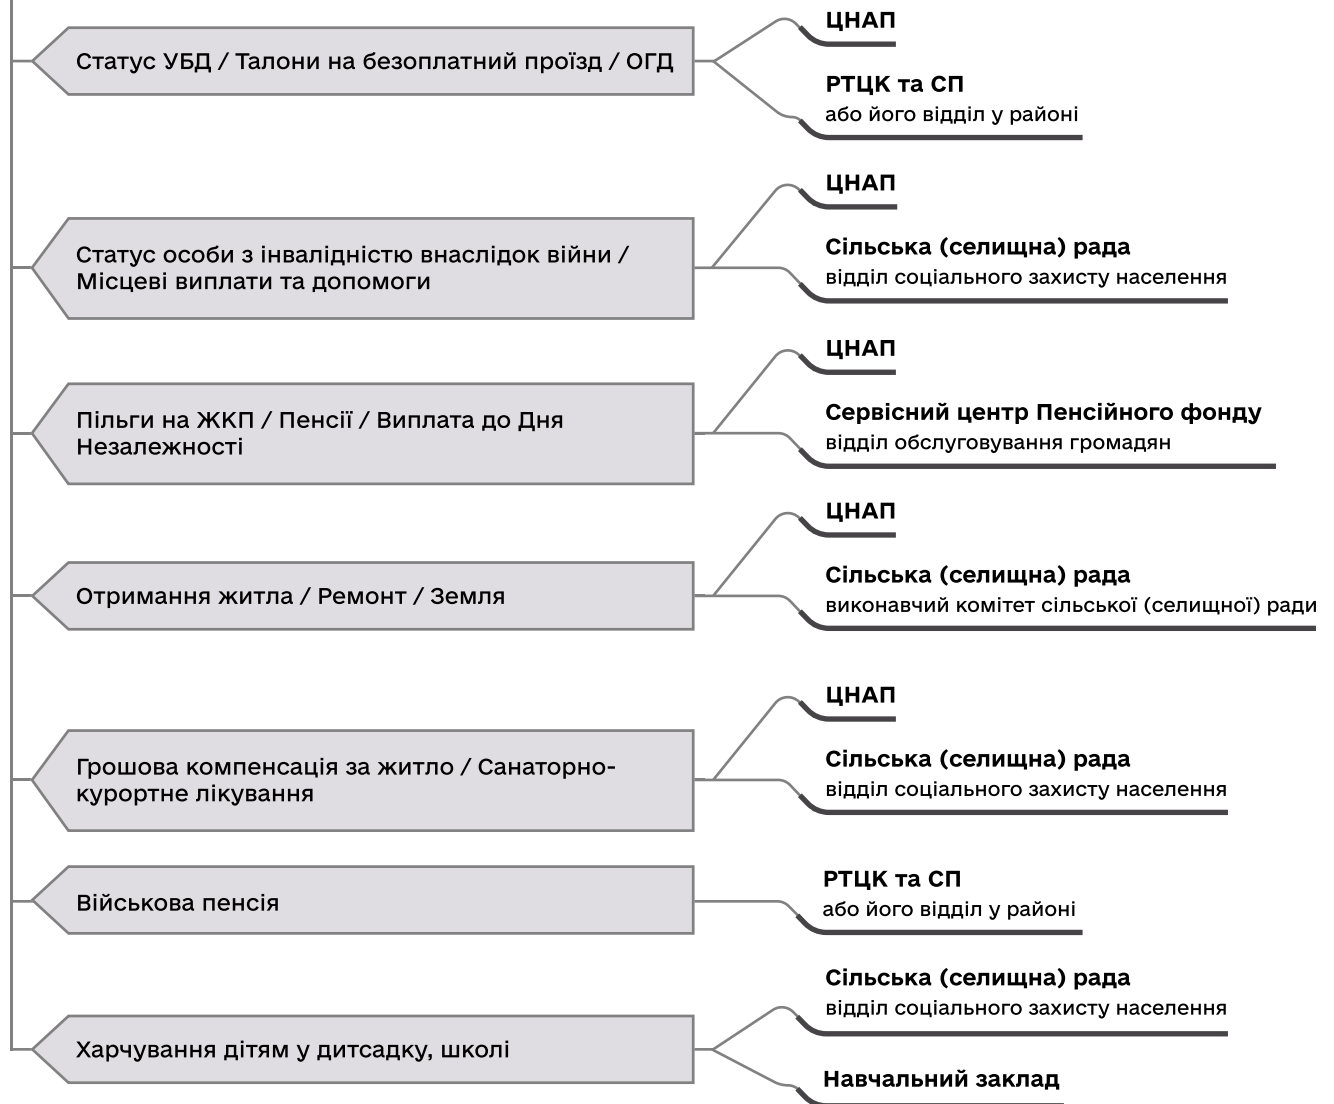 ЦНАП
Статус УБД / Талони на безоплатний проїзд / ОГД
РТЦК та СП
або його відділ у районі
ЦНАП
Статус особи з інвалідністю внаслідок війни /
Місцеві виплати та допомоги
Сільська (селищна) рада
відділ соціального захисту населення
ЦНАП
Пільги на ЖКП / Пенсії / Виплата до Дня
Незалежності
Сервісний центр Пенсійного фонду
відділ обслуговування громадян
ЦНАП
Отримання житла / Ремонт / Земля
Сільська (селищна) рада
виконавчий комітет сільської (селищної) ради
ЦНАП
Грошова компенсація за житло / Санаторно-
курортне лікування
Сільська (селищна) рада
відділ соціального захисту населення
Військова пенсія
РТЦК та СП
або його відділ у районі
Харчування дітям у дитсадку, школі
Сільська (селищна) рада
відділ соціального захисту населення
Навчальний заклад